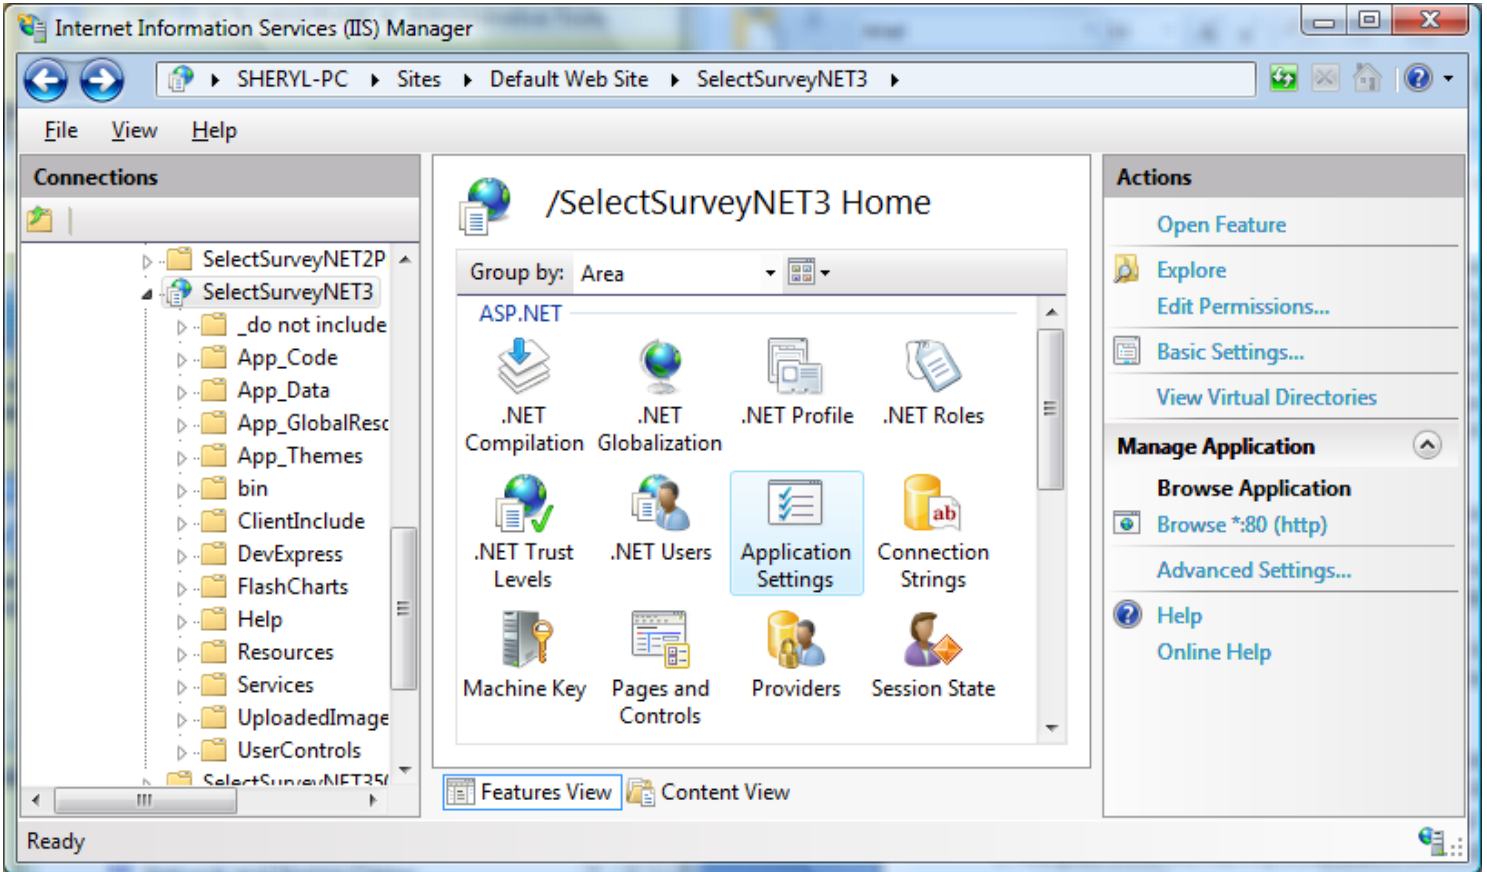 Internet Information Services (IIS) Manager
SHERYL-PC Sites Default Web Site SelectSurveyNET3
File View Help
Connections
SelectSurveyNET2P
SelectSurveyNET3
_do not include
App_Code
App_Data
App_GlobalResc
App_Themes
bin
ClientInclude
DevExpress
FlashCharts
Help
Resources
Services
UploadedImage
UserControls
SelectSurveyNET35(
/SelectSurveyNET3 Home
Group by: Area
ASP.NET
.NET Compilation
.NET Globalization
.NET Profile
.NET Roles
.NET Trust Levels
.NET Users
Application Settings
Connection Strings
Machine Key
Pages and Controls
Providers
Session State
Features View Content View
Actions
Open Feature
Explore
Edit Permissions...
Basic Settings...
View Virtual Directories
Manage Application
Browse Application
Browse *:80 (http)
Advanced Settings...
Help
Online Help
Ready